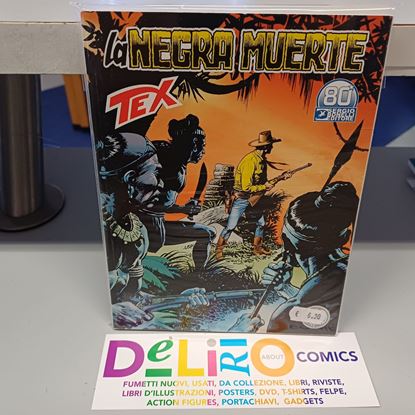 la NEGRA MUERTE
TEX
80
SERGIO
BONELLI
EDITORE
€ 6.30
DeLiRiO
ABOUT
COMICS
FUMETTI NUOVI, USATI, DA COLLEZIONE, LIBRI, RIVISTE,
LIBRI D'ILLUSTRAZIONI, POSTERS, DVD, T-SHIRTS, FELPE,
ACTION FIGURES, PORTACHIAVI, GADGETS